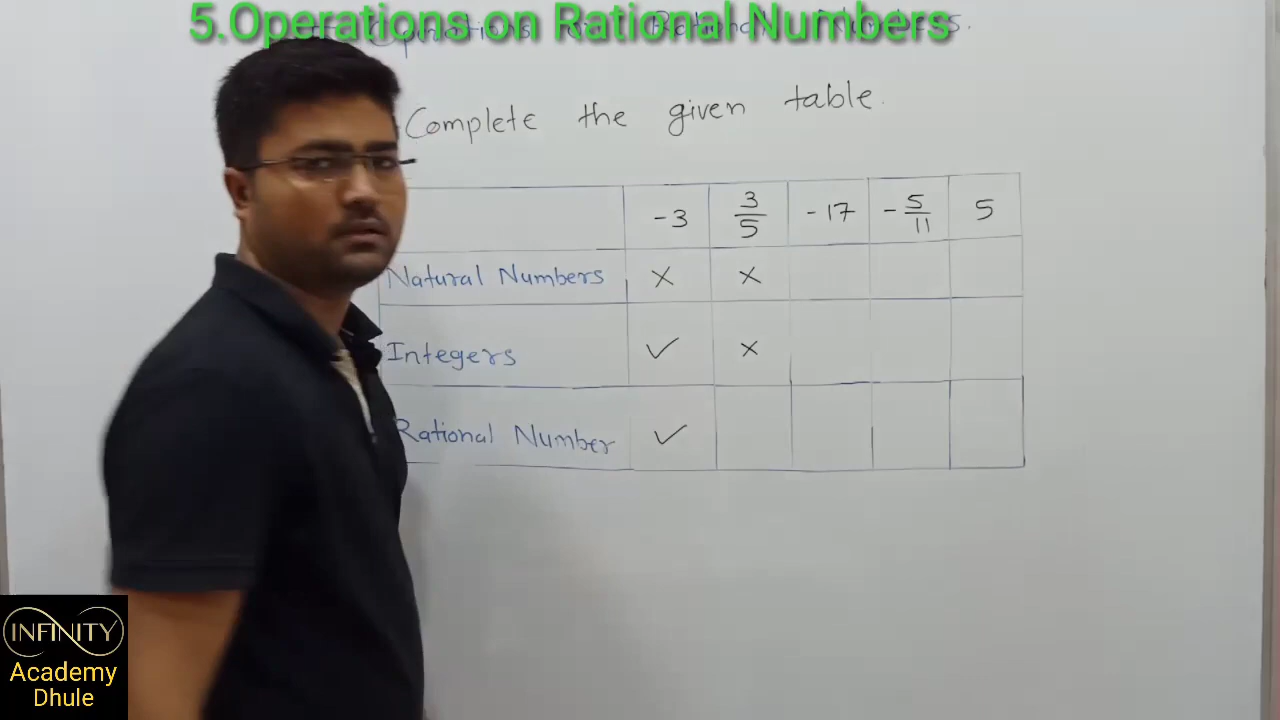 5.Operations on Rational Numbers
Complete the given table.
-3 3/5 -17 -5/11 5
Natural Numbers × ×
Integers ✓ ×
Rational Number ✓
INFINITY
Academy
Dhule